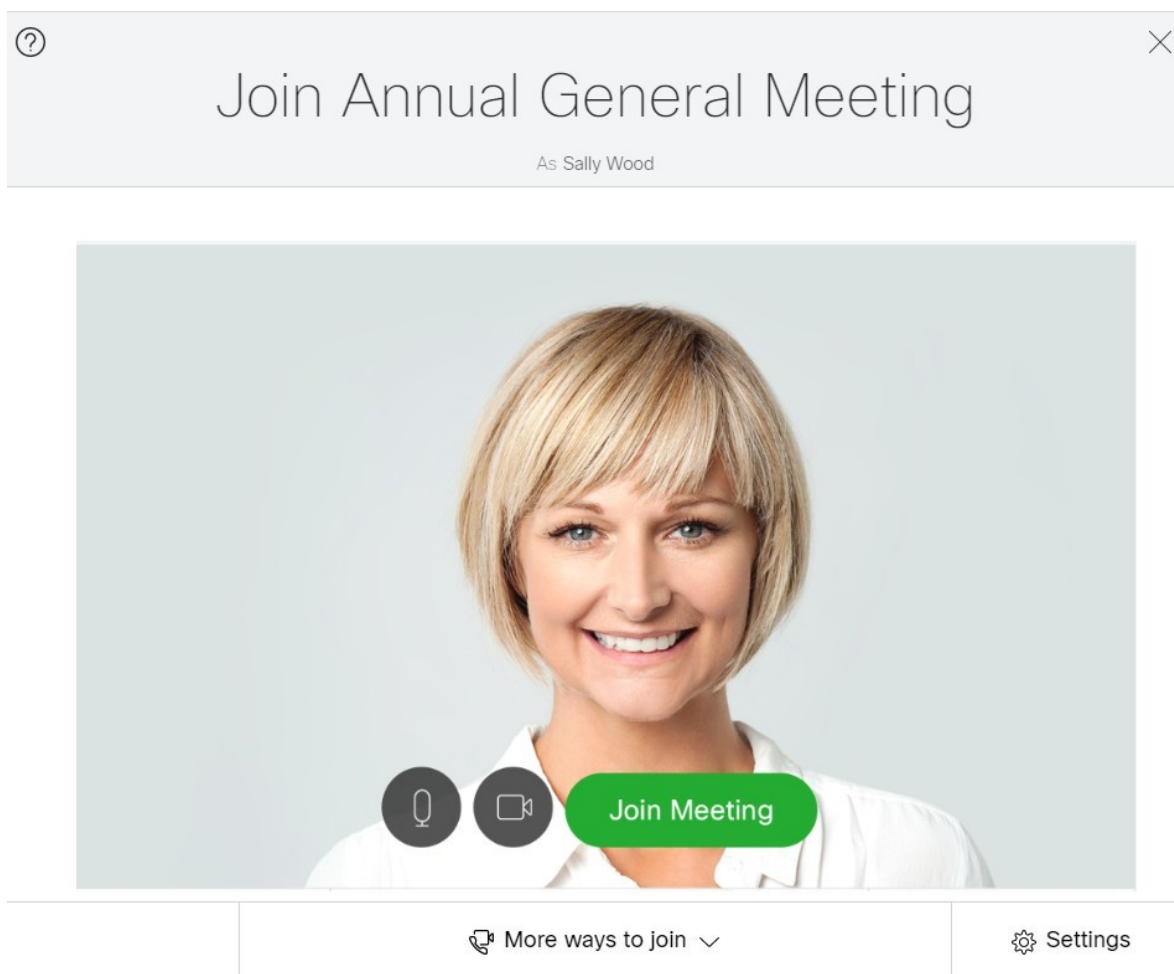 Join Annual General Meeting
As Sally Wood
Join Meeting
More ways to join
Settings